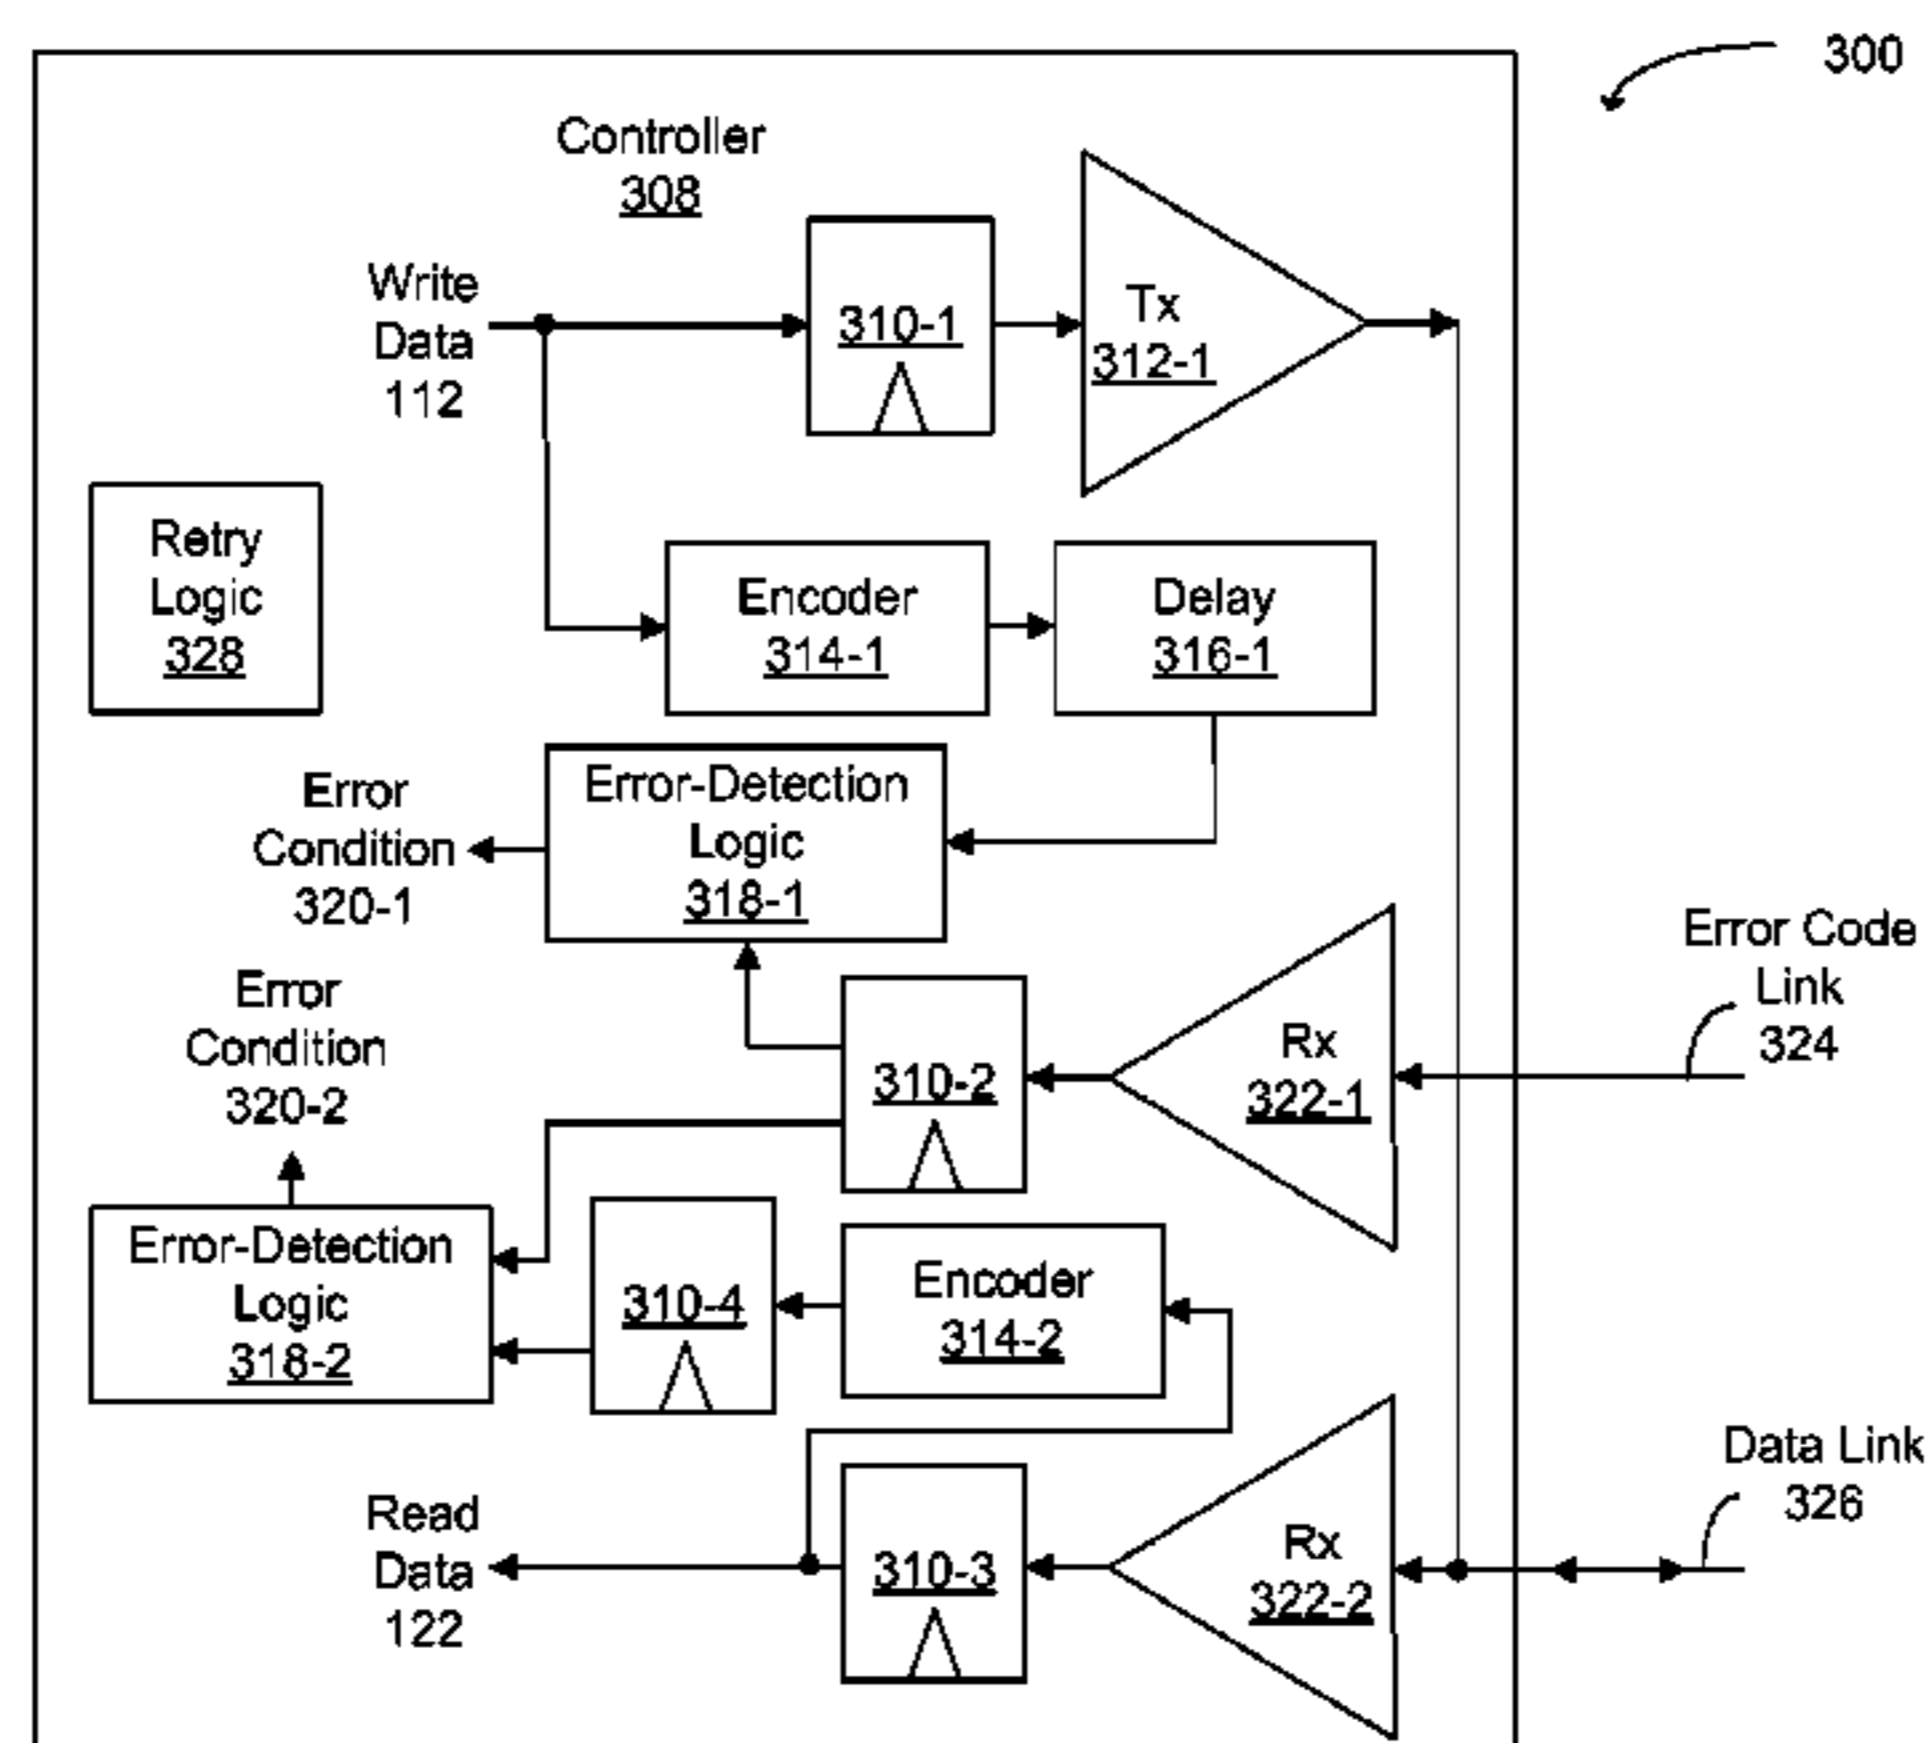 300
Controller
308
Write
Data
112
310-1
Tx
312-1
Retry
Logic
328
Encoder
314-1
Delay
316-1
Error
Condition
320-1
Error-Detection
Logic
318-1
Error Code
Link
324
Error
Condition
320-2
310-2
Rx
322-1
Error-Detection
Logic
318-2
310-4
Encoder
314-2
Data Link
326
Read
Data
122
310-3
Rx
322-2